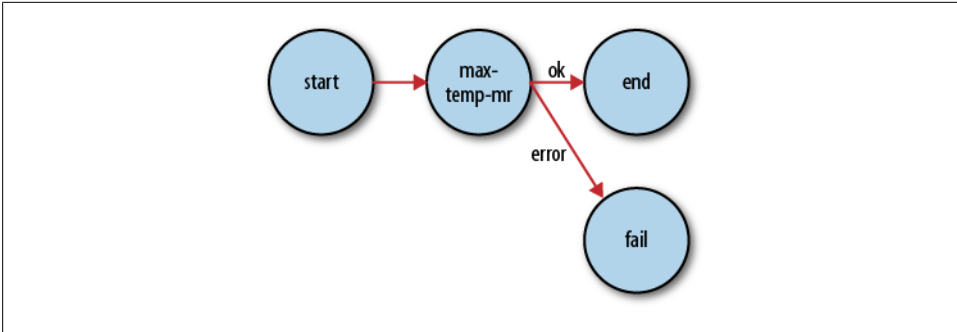 start
max-
temp-mr
ok
end
error
fail